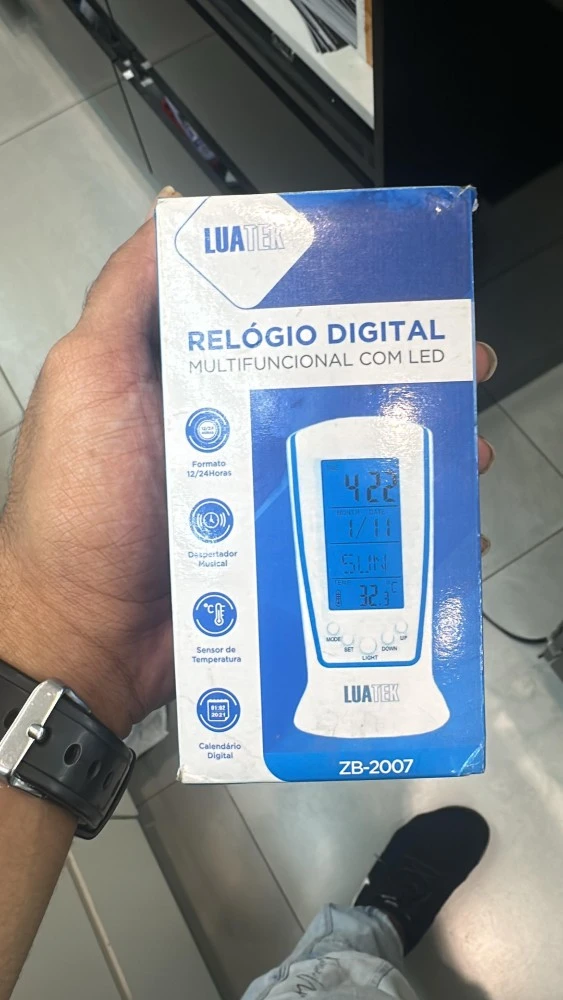 LUATEK
RELÓGIO DIGITAL
MULTIFUNCIONAL COM LED
Formato
12/24Horas
Despertador
Musical
°C
Sensor de
Temperatura
Calendário
Digital
4 22
1/11
SUN
32.3°C
MODE
SET
LIGHT
DOWN
UP
LUATEK
ZB-2007